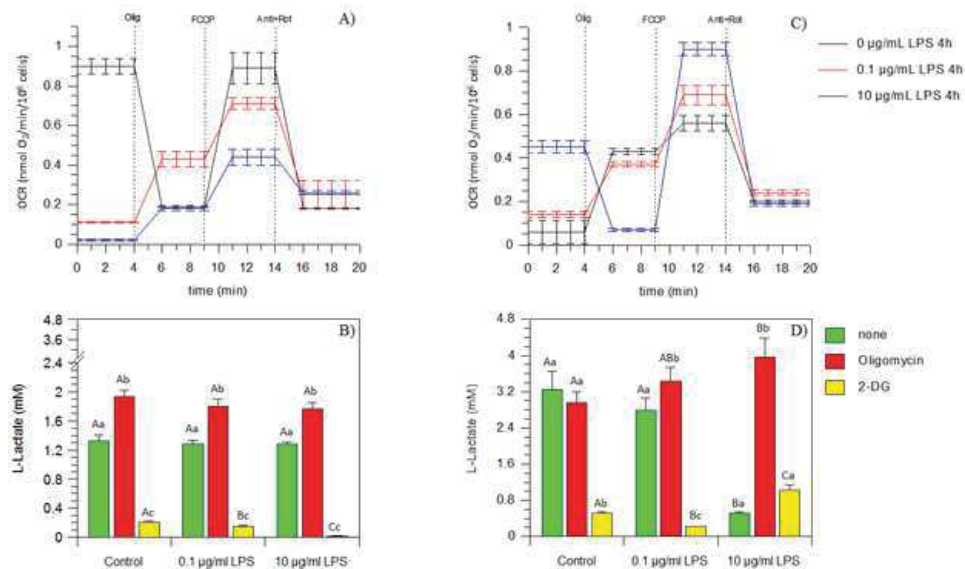 Olig FCCP Anti+Rot A)
OCR (nmol O2/min/10⁶ cells)
1
0.8
0.6
0.4
0.2
0
0 2 4 6 8 10 12 14 16 18 20
time (min)
Olig FCCP Anti+Rot C)
OCR (nmol O2/min/10⁶ cells)
1
0.8
0.6
0.4
0.2
0
0 2 4 6 8 10 12 14 16 18 20
time (min)
0 µg/mL LPS 4h
0.1 µg/mL LPS 4h
10 µg/mL LPS 4h
B)
L-Lactate (mM)
4.8
3.6
2.4
2
1.6
1.2
0.8
0.4
0
Aa Ab Ac Aa Ab Bc Aa Ab Cc
Control 0.1 µg/ml LPS 10 µg/ml LPS
D)
L-Lactate (mM)
4.8
4
3.2
2.4
1.6
0.8
0
Aa Aa Ab Aa ABb Bc Ba Bb Ca
Control 0.1 µg/ml LPS 10 µg/ml LPS
none
Oligomycin
2-DG